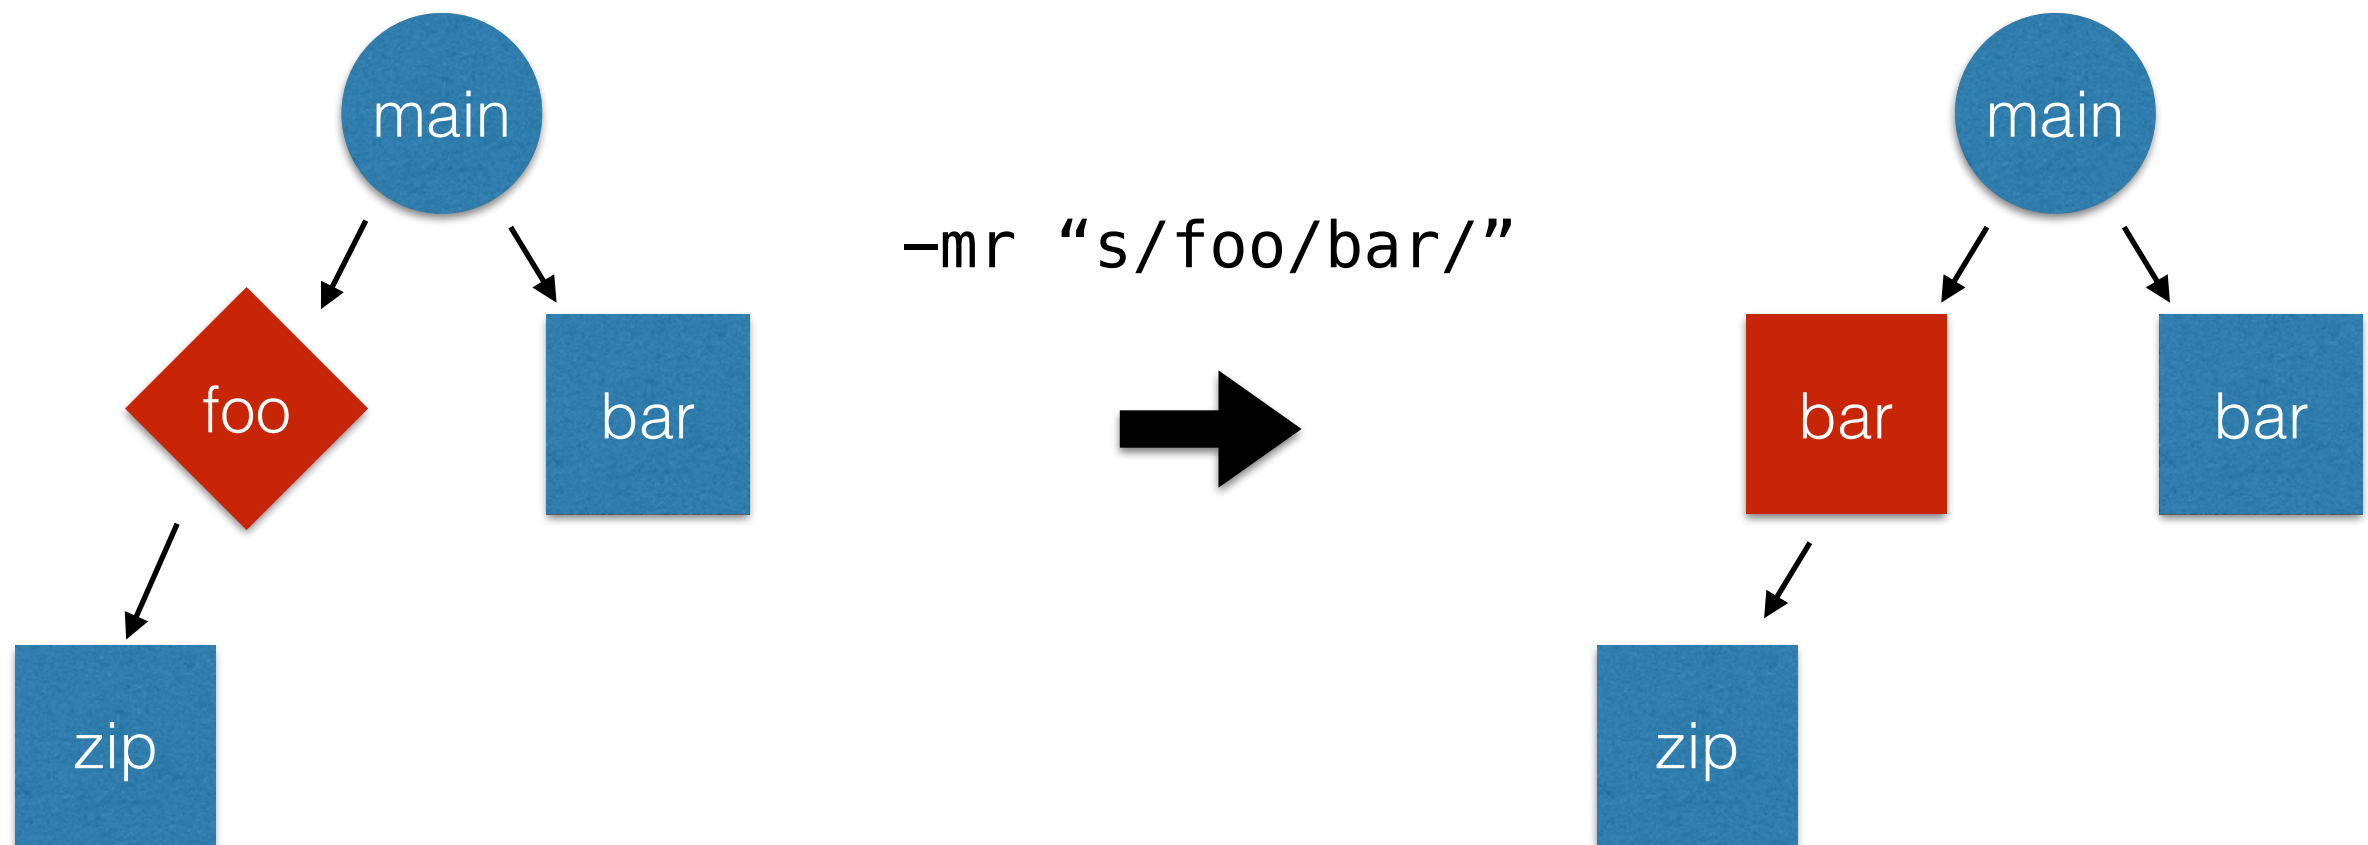 main
main
–mr “s/foo/bar/”
foo
bar
bar
bar
zip
zip